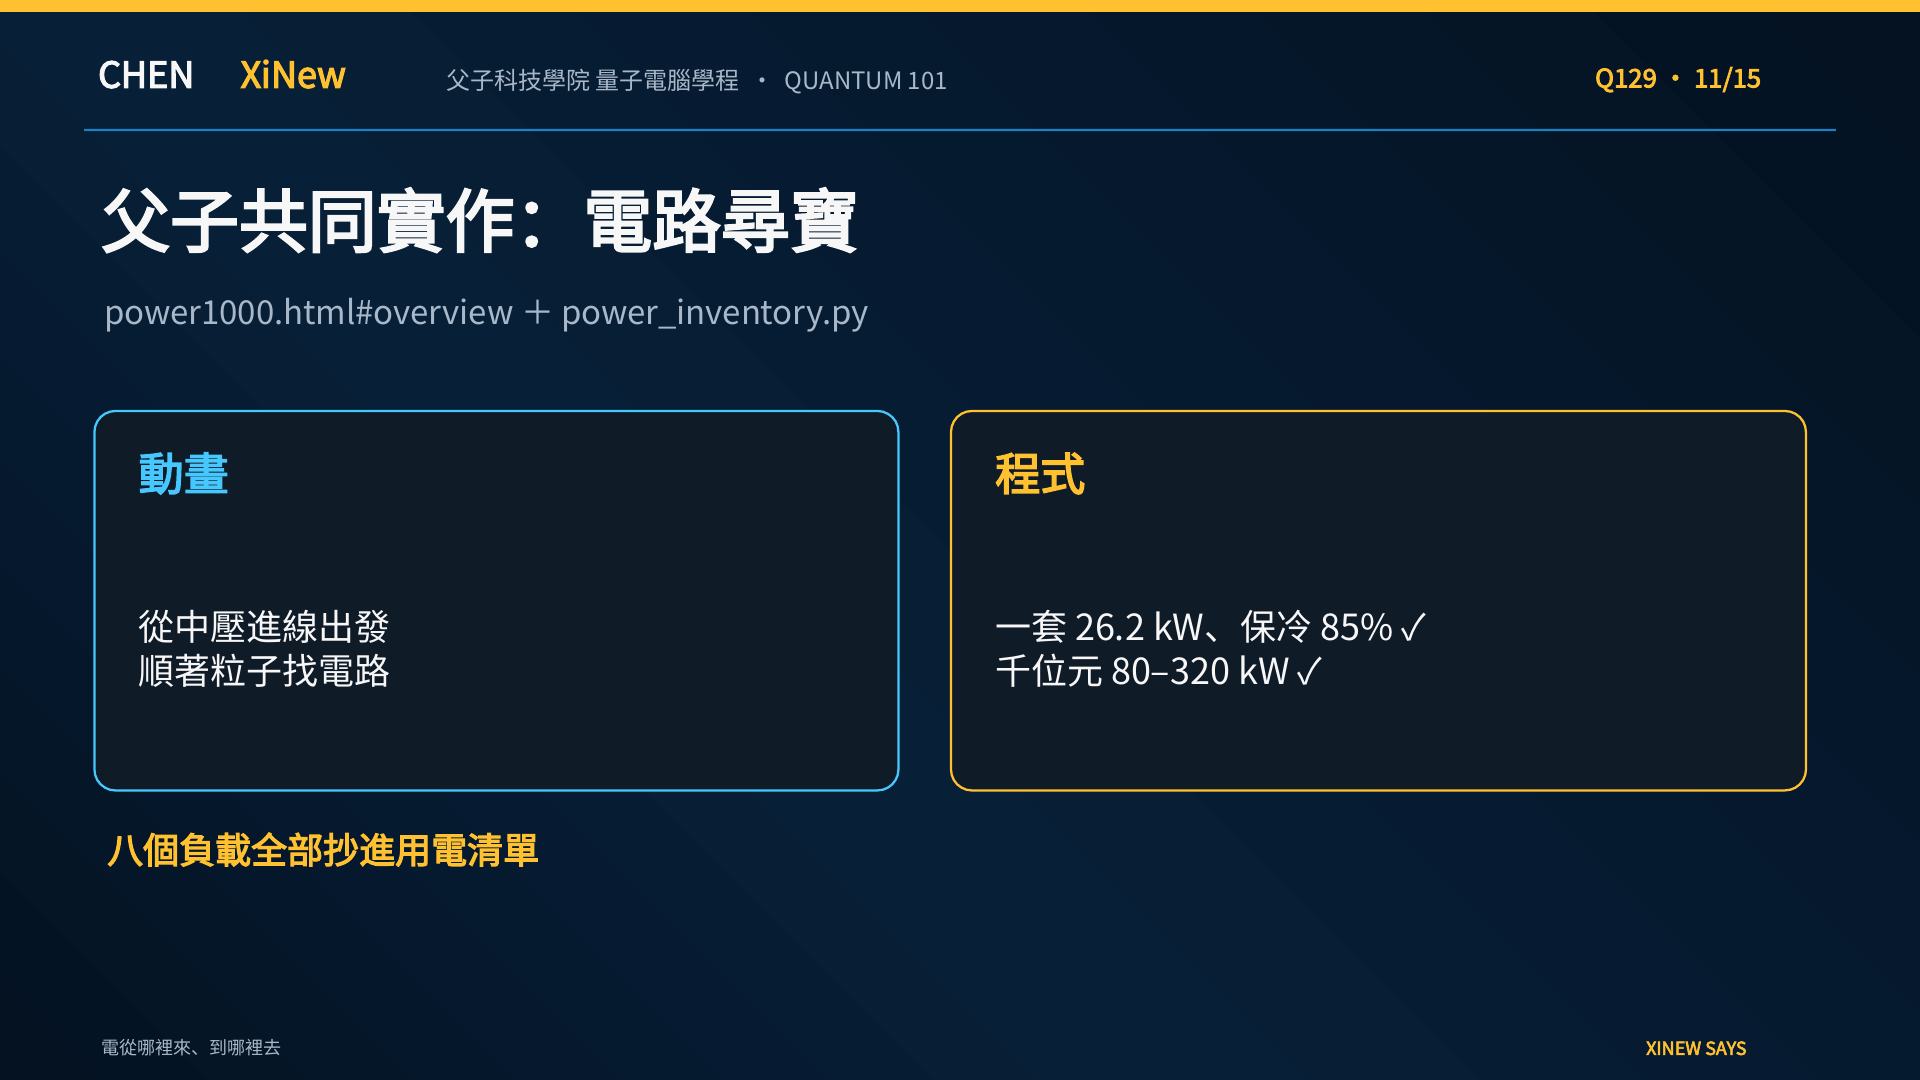 CHEN XiNew 父子科技學院 量子電腦學程 · QUANTUM 101 Q129 · 11/15
父子共同實作：電路尋寶
power1000.html#overview ＋ power_inventory.py
動畫
從中壓進線出發
順著粒子找電路
程式
一套 26.2 kW、保冷 85% ✓
千位元 80–320 kW ✓
八個負載全部抄進用電清單
電從哪裡來、到哪裡去
XINEW SAYS